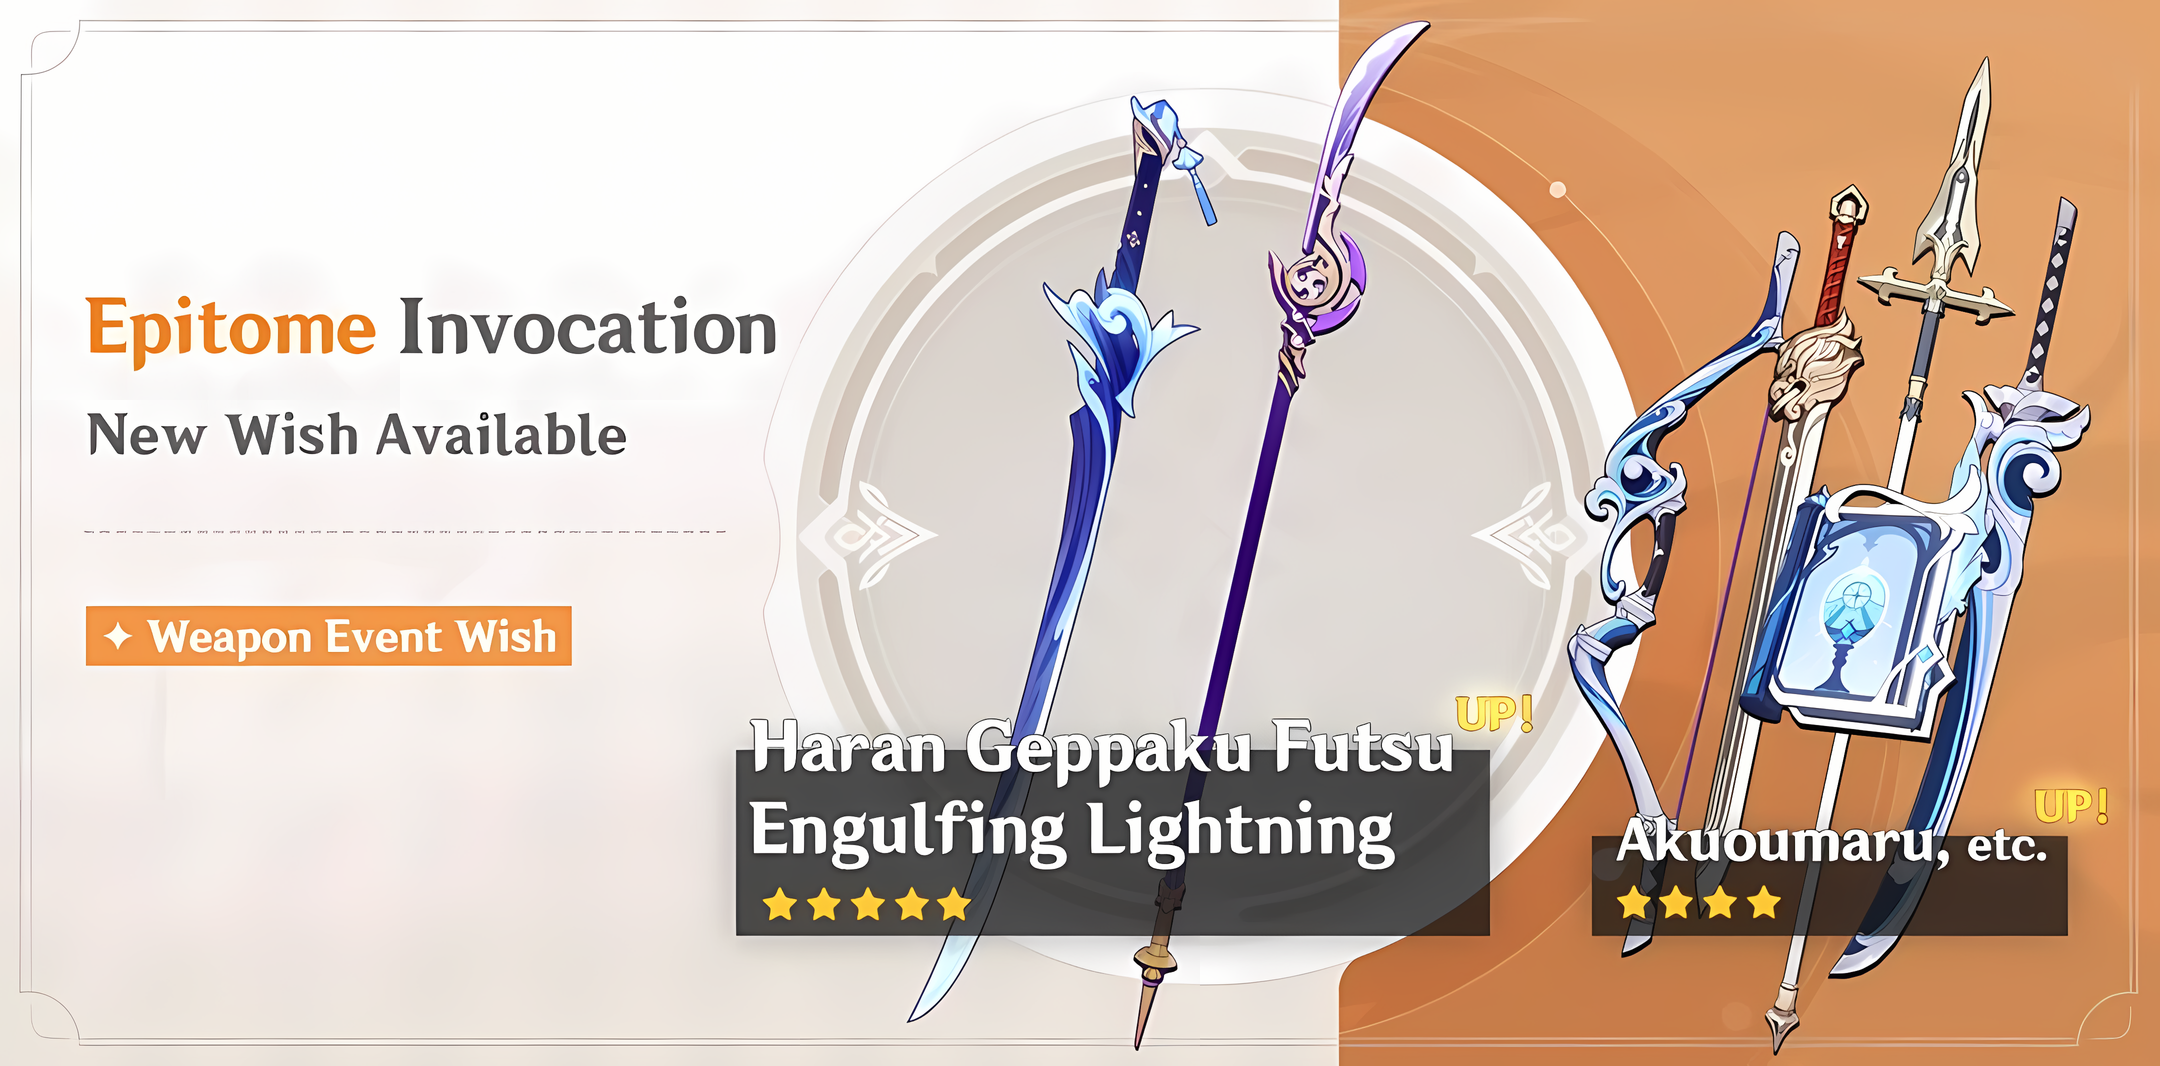 Epitome Invocation
New Wish Available
✦ Weapon Event Wish
UP!
Haran Geppaku Futsu
Engulfing Lightning
★★★★★
UP!
Akuoumaru, etc.
★★★★